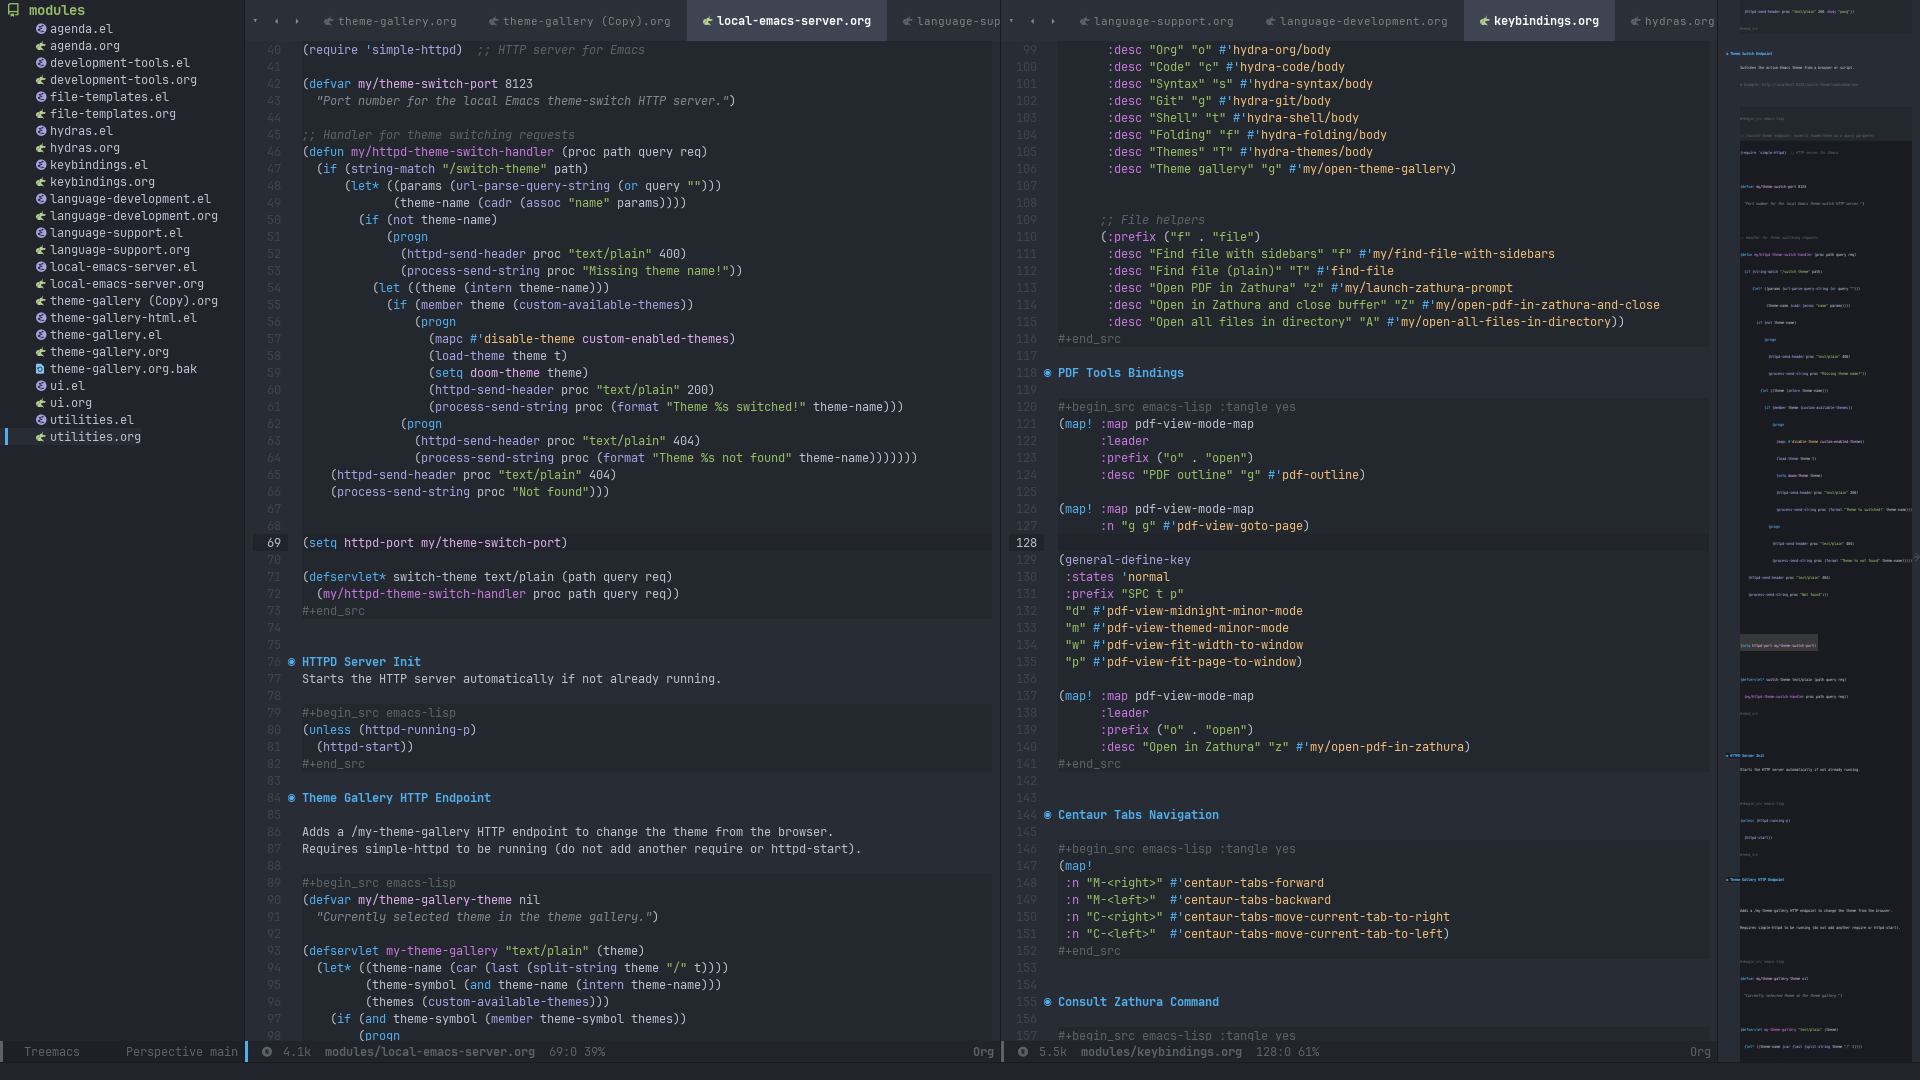 modules
agenda.el
agenda.org
development-tools.el
development-tools.org
file-templates.el
file-templates.org
hydras.el
hydras.org
keybindings.el
keybindings.org
language-development.el
language-development.org
language-support.el
language-support.org
local-emacs-server.el
local-emacs-server.org
theme-gallery (Copy).org
theme-gallery-html.el
theme-gallery.el
theme-gallery.org
theme-gallery.org.bak
ui.el
ui.org
utilities.el
utilities.org
Treemacs Perspective main
theme-gallery.org theme-gallery (Copy).org local-emacs-server.org language-sup
40 (require 'simple-httpd)  ;; HTTP server for Emacs
41
42 (defvar my/theme-switch-port 8123
43   "Port number for the local Emacs theme-switch HTTP server.")
44
45 ;; Handler for theme switching requests
46 (defun my/httpd-theme-switch-handler (proc path query req)
47   (if (string-match "/switch-theme" path)
48       (let* ((params (url-parse-query-string (or query "")))
49              (theme-name (cadr (assoc "name" params))))
50         (if (not theme-name)
51             (progn
52               (httpd-send-header proc "text/plain" 400)
53               (process-send-string proc "Missing theme name!"))
54           (let ((theme (intern theme-name)))
55             (if (member theme (custom-available-themes))
56                 (progn
57                   (mapc #'disable-theme custom-enabled-themes)
58                   (load-theme theme t)
59                   (setq doom-theme theme)
60                   (httpd-send-header proc "text/plain" 200)
61                   (process-send-string proc (format "Theme %s switched!" theme-name)))
62               (progn
63                 (httpd-send-header proc "text/plain" 404)
64                 (process-send-string proc (format "Theme %s not found" theme-name)))))))
65     (httpd-send-header proc "text/plain" 404)
66     (process-send-string proc "Not found")))
67
68
69 (setq httpd-port my/theme-switch-port)
70
71 (defservlet* switch-theme text/plain (path query req)
72   (my/httpd-theme-switch-handler proc path query req))
73 #+end_src
74
75
76 ◉ HTTPD Server Init
77 Starts the HTTP server automatically if not already running.
78
79 #+begin_src emacs-lisp
80 (unless (httpd-running-p)
81   (httpd-start))
82 #+end_src
83
84 ◉ Theme Gallery HTTP Endpoint
85
86 Adds a /my-theme-gallery HTTP endpoint to change the theme from the browser.
87 Requires simple-httpd to be running (do not add another require or httpd-start).
88
89 #+begin_src emacs-lisp
90 (defvar my/theme-gallery-theme nil
91   "Currently selected theme in the theme gallery.")
92
93 (defservlet my-theme-gallery "text/plain" (theme)
94   (let* ((theme-name (car (last (split-string theme "/" t))))
95          (theme-symbol (and theme-name (intern theme-name)))
96          (themes (custom-available-themes)))
97     (if (and theme-symbol (member theme-symbol themes))
98         (progn
4.1k modules/local-emacs-server.org 69:0 39% Org
language-support.org language-development.org keybindings.org hydras.org
99        :desc "Org" "o" #'hydra-org/body
100       :desc "Code" "c" #'hydra-code/body
101       :desc "Syntax" "s" #'hydra-syntax/body
102       :desc "Git" "g" #'hydra-git/body
103       :desc "Shell" "t" #'hydra-shell/body
104       :desc "Folding" "f" #'hydra-folding/body
105       :desc "Themes" "T" #'hydra-themes/body
106       :desc "Theme gallery" "g" #'my/open-theme-gallery)
107
108
109      ;; File helpers
110      (:prefix ("f" . "file")
111       :desc "Find file with sidebars" "f" #'my/find-file-with-sidebars
112       :desc "Find file (plain)" "T" #'find-file
113       :desc "Open PDF in Zathura" "z" #'my/launch-zathura-prompt
114       :desc "Open in Zathura and close buffer" "Z" #'my/open-pdf-in-zathura-and-close
115       :desc "Open all files in directory" "A" #'my/open-all-files-in-directory))
116 #+end_src
117
118 ◉ PDF Tools Bindings
119
120 #+begin_src emacs-lisp :tangle yes
121 (map! :map pdf-view-mode-map
122       :leader
123       :prefix ("o" . "open")
124       :desc "PDF outline" "g" #'pdf-outline)
125
126 (map! :map pdf-view-mode-map
127       :n "g g" #'pdf-view-goto-page)
128
129 (general-define-key
130  :states 'normal
131  :prefix "SPC t p"
132  "d" #'pdf-view-midnight-minor-mode
133  "m" #'pdf-view-themed-minor-mode
134  "w" #'pdf-view-fit-width-to-window
135  "p" #'pdf-view-fit-page-to-window)
136
137 (map! :map pdf-view-mode-map
138       :leader
139       :prefix ("o" . "open")
140       :desc "Open in Zathura" "z" #'my/open-pdf-in-zathura)
141 #+end_src
142
143
144 ◉ Centaur Tabs Navigation
145
146 #+begin_src emacs-lisp :tangle yes
147 (map!
148  :n "M-<right>" #'centaur-tabs-forward
149  :n "M-<left>"  #'centaur-tabs-backward
150  :n "C-<right>" #'centaur-tabs-move-current-tab-to-right
151  :n "C-<left>"  #'centaur-tabs-move-current-tab-to-left)
152 #+end_src
153
154
155 ◉ Consult Zathura Command
156
157 #+begin_src emacs-lisp :tangle yes
5.5k modules/keybindings.org 128:0 61% Org